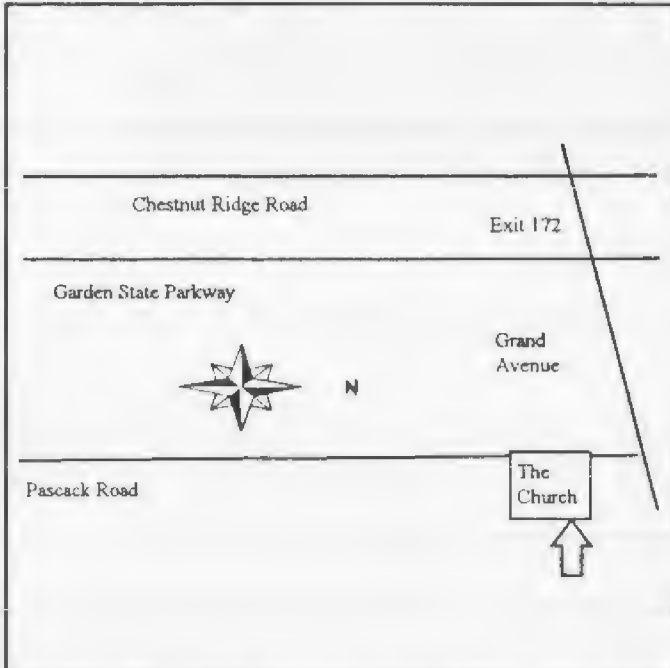 Chestnut Ridge Road
Exit 172
Garden State Parkway
Grand
Avenue
N
Pascack Road
The
Church